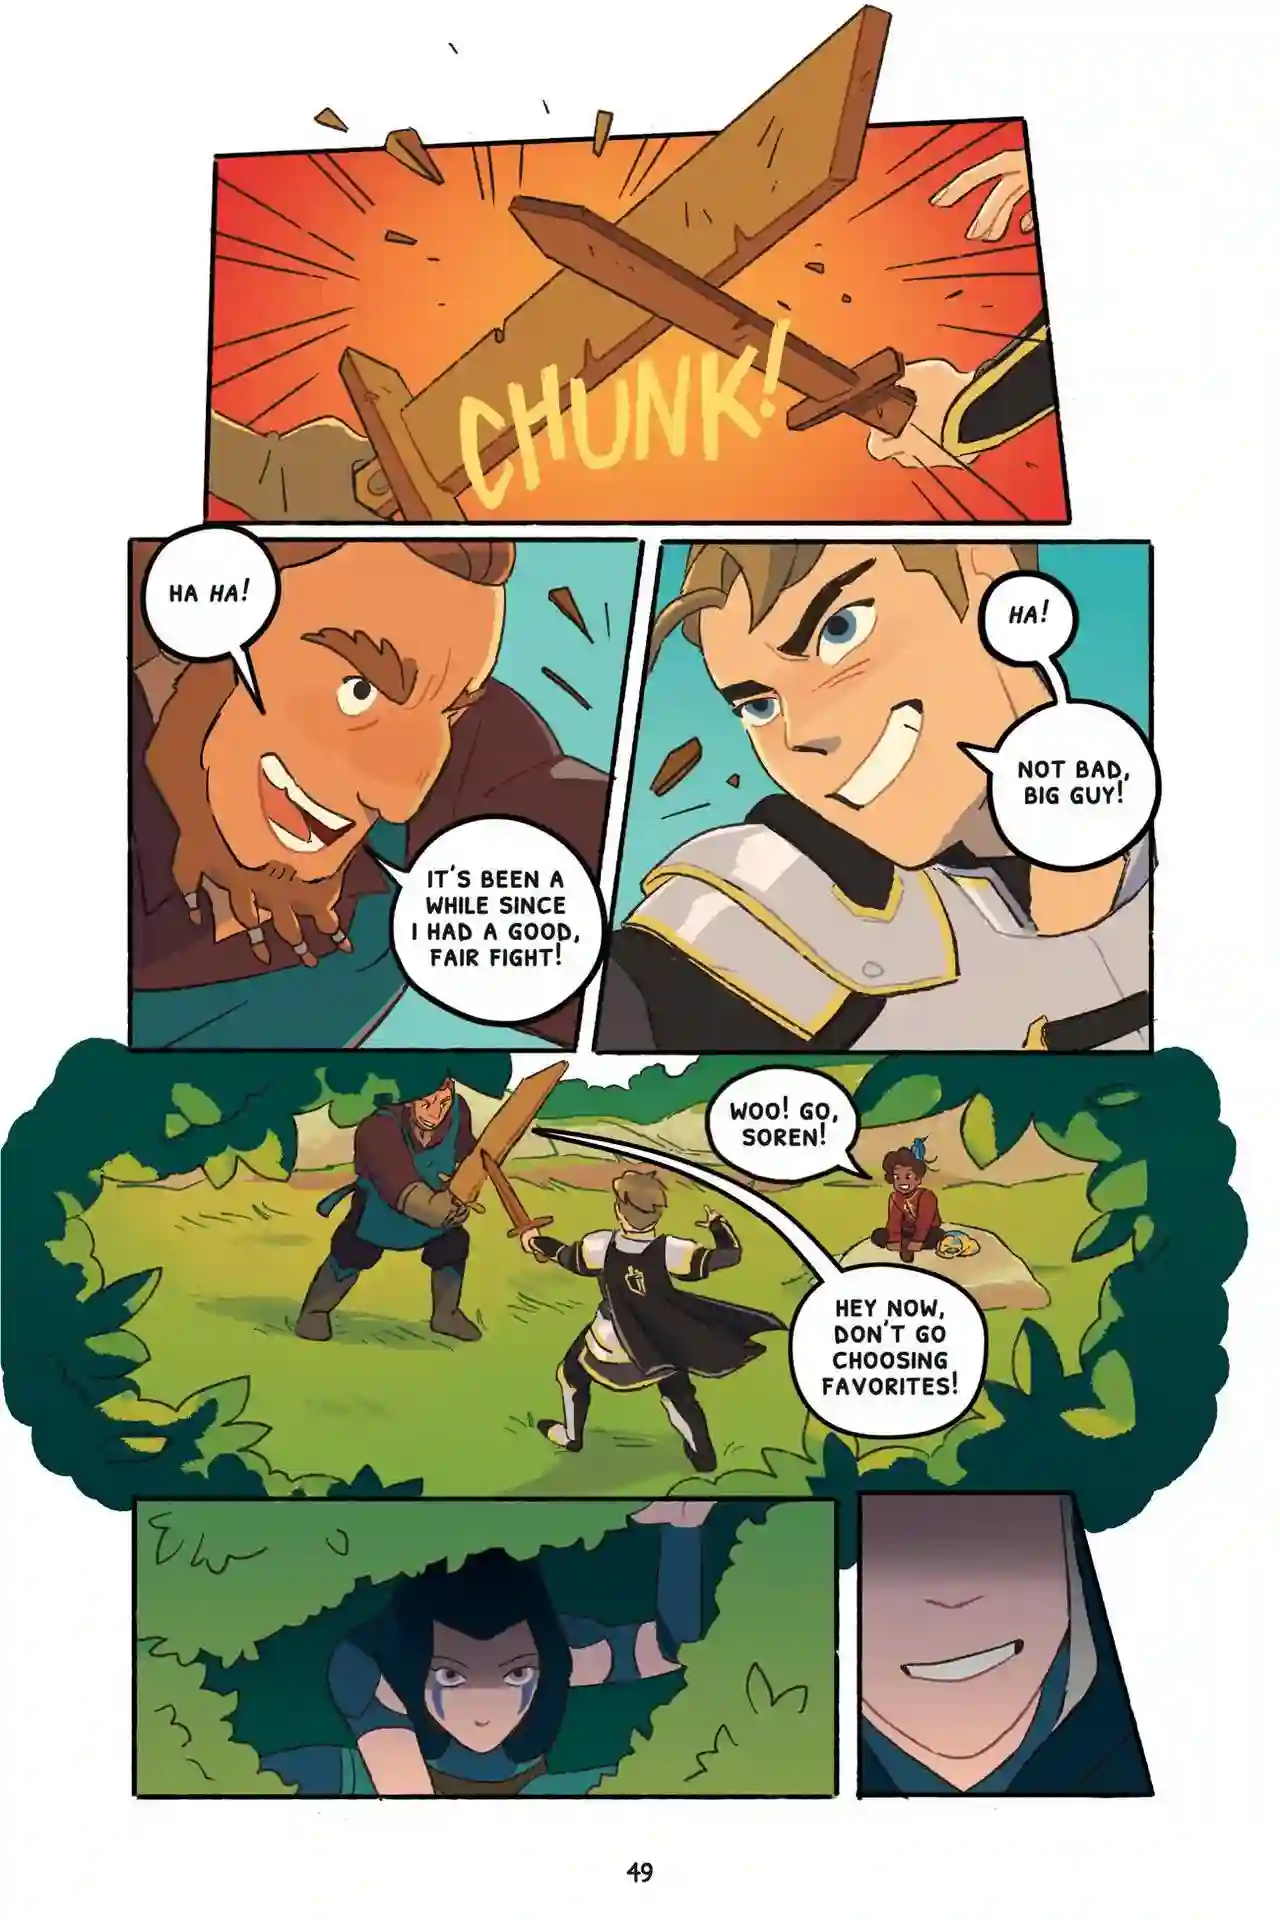 CHUNK!
HA HA!
IT'S BEEN A
WHILE SINCE
I HAD A GOOD,
FAIR FIGHT!
HA!
NOT BAD,
BIG GUY!
WOO! GO,
SOREN!
HEY NOW,
DON'T GO
CHOOSING
FAVORITES!
49